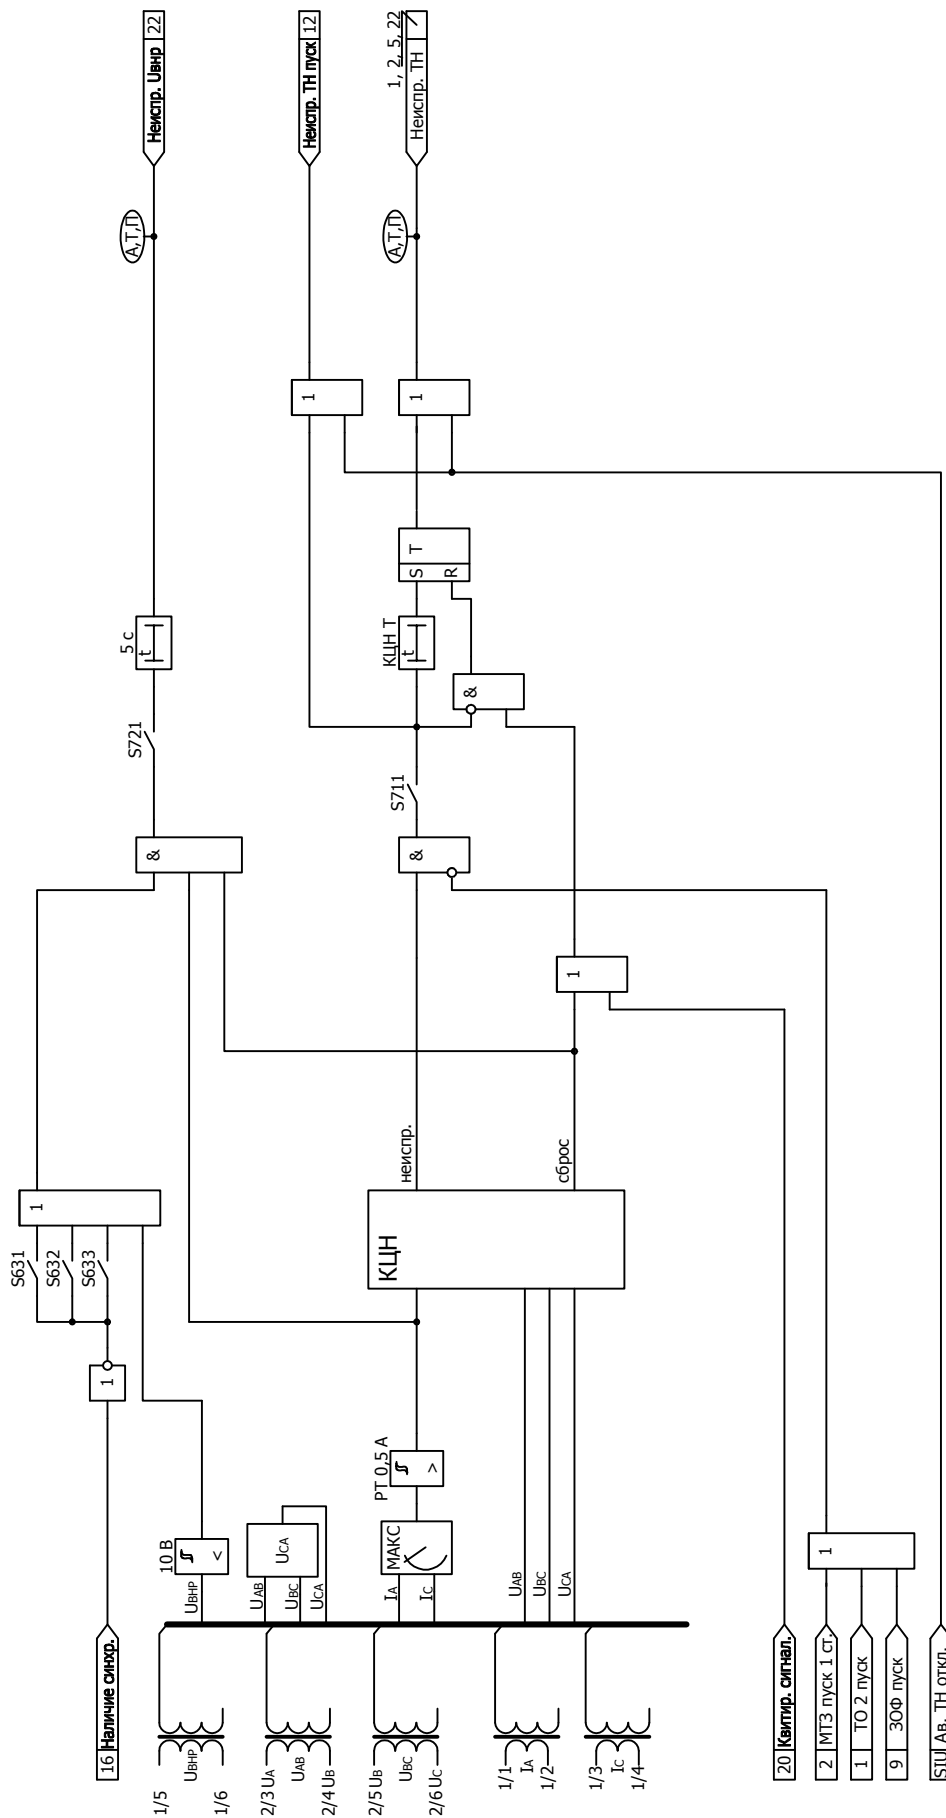 Неиспр. Uвнр 22
Неиспр. ТН пуск 12
1, 2, 5, 22
Неиспр. ТН
А,Т,П
А,Т,П
1
1
5 с
t
КЦН Т
t
S T
R
&
S721
S711
&
&
1
неиспр.
сброс
S631
S632
S633
1
КЦН
1
РТ 0,5 А
>
10 В
<
МАКС
UCA
UВНР
UAB
UBC
UCA
IA
IC
UAB
UBC
UCA
1
16 Наличие синхр.
20 Квитир. сигнал.
2 МТЗ пуск 1 ст.
1 ТО 2 пуск
9 ЗОФ пуск
SIU Ав. ТН откл.
1/5
UВНР
1/6
2/3 UA
UAB
2/4 UB
2/5 UB
UBC
2/6 UC
1/1
IA
1/2
1/3
IC
1/4